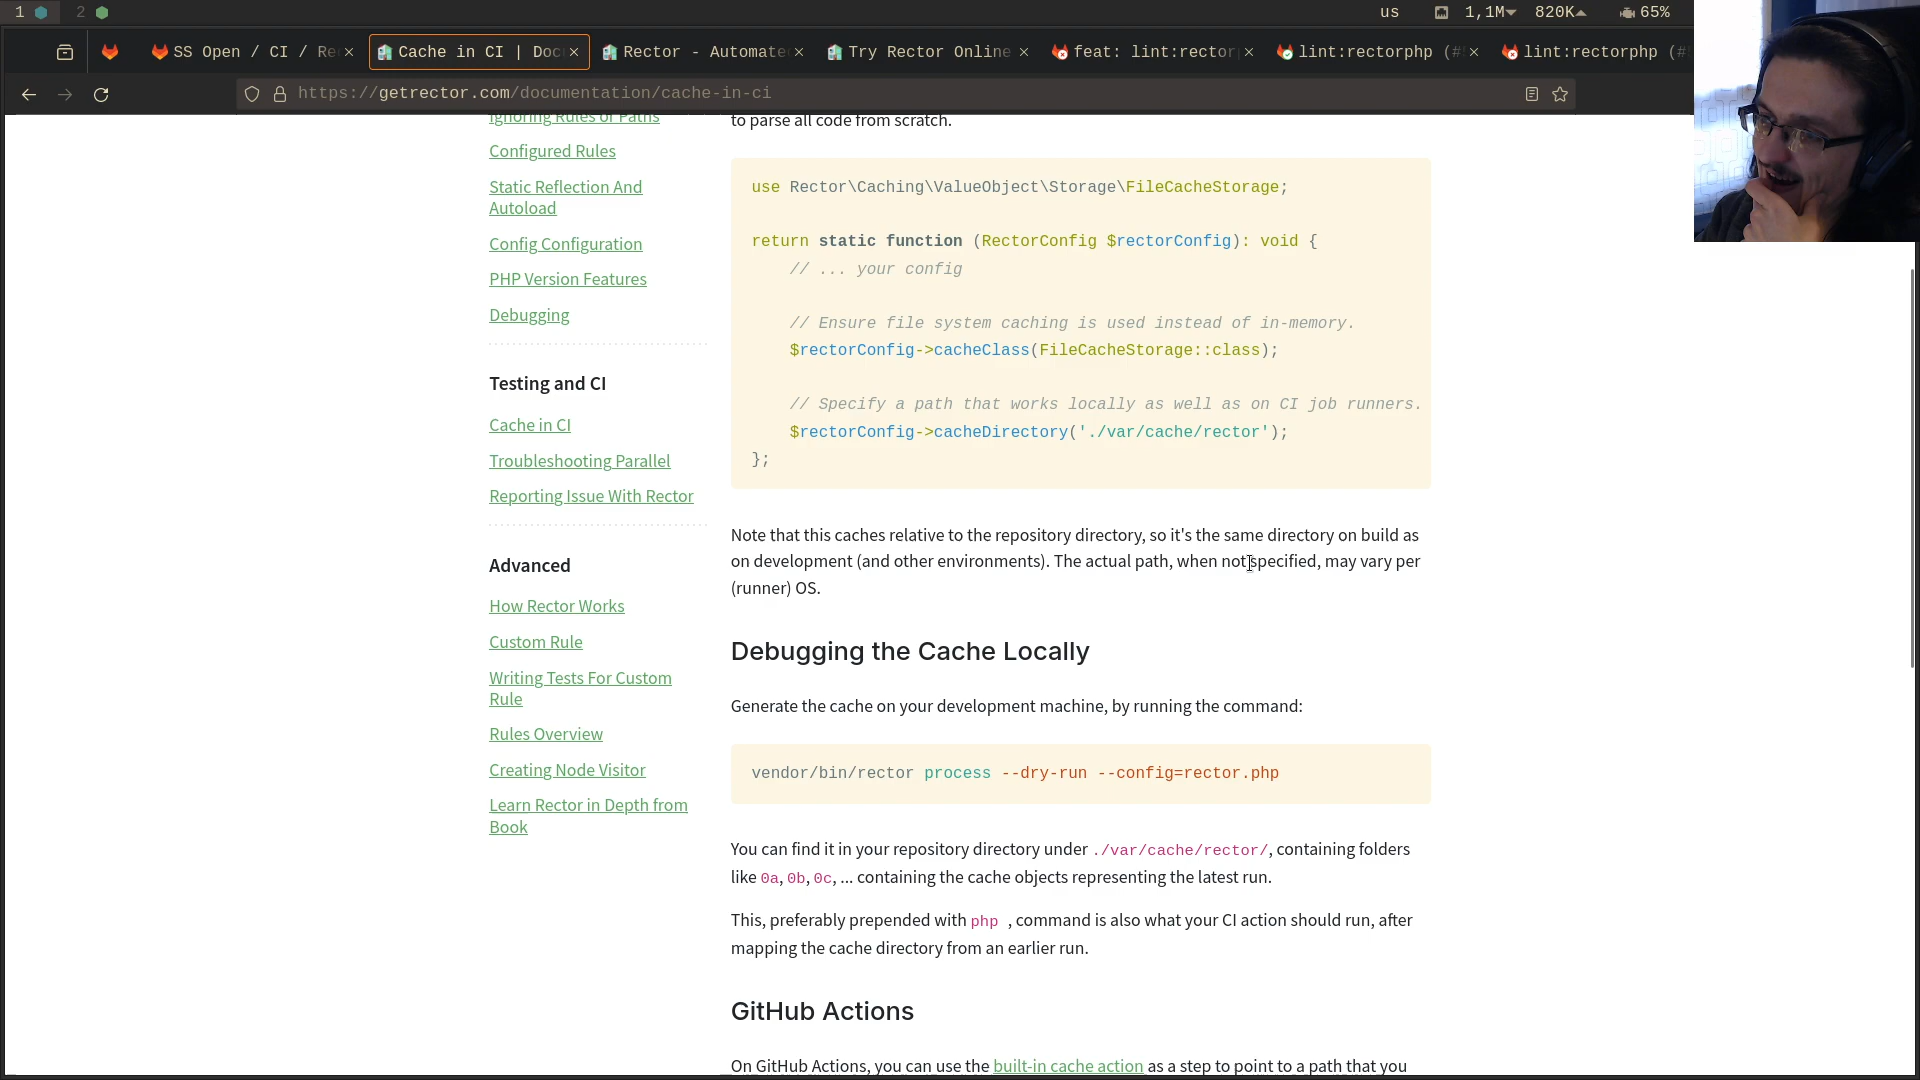 1 2 us 1,1M 820K 65%
SS Open / CI / Re × Cache in CI | Doc × Rector - Automate × Try Rector Online × feat: lint:rector × lint:rectorphp (# × lint:rectorphp (#
https://getrector.com/documentation/cache-in-ci
Ignoring Rules or Paths
Configured Rules
Static Reflection And
Autoload
Config Configuration
PHP Version Features
Debugging
Testing and CI
Cache in CI
Troubleshooting Parallel
Reporting Issue With Rector
Advanced
How Rector Works
Custom Rule
Writing Tests For Custom
Rule
Rules Overview
Creating Node Visitor
Learn Rector in Depth from
Book
to parse all code from scratch.
use Rector\Caching\ValueObject\Storage\FileCacheStorage;
return static function (RectorConfig $rectorConfig): void {
// ... your config
// Ensure file system caching is used instead of in-memory.
$rectorConfig->cacheClass(FileCacheStorage::class);
// Specify a path that works locally as well as on CI job runners.
$rectorConfig->cacheDirectory('./var/cache/rector');
};
Note that this caches relative to the repository directory, so it's the same directory on build as
on development (and other environments). The actual path, when not specified, may vary per
(runner) OS.
Debugging the Cache Locally
Generate the cache on your development machine, by running the command:
vendor/bin/rector process --dry-run --config=rector.php
You can find it in your repository directory under ./var/cache/rector/, containing folders
like 0a, 0b, 0c, ... containing the cache objects representing the latest run.
This, preferably prepended with php , command is also what your CI action should run, after
mapping the cache directory from an earlier run.
GitHub Actions
On GitHub Actions, you can use the built-in cache action as a step to point to a path that you